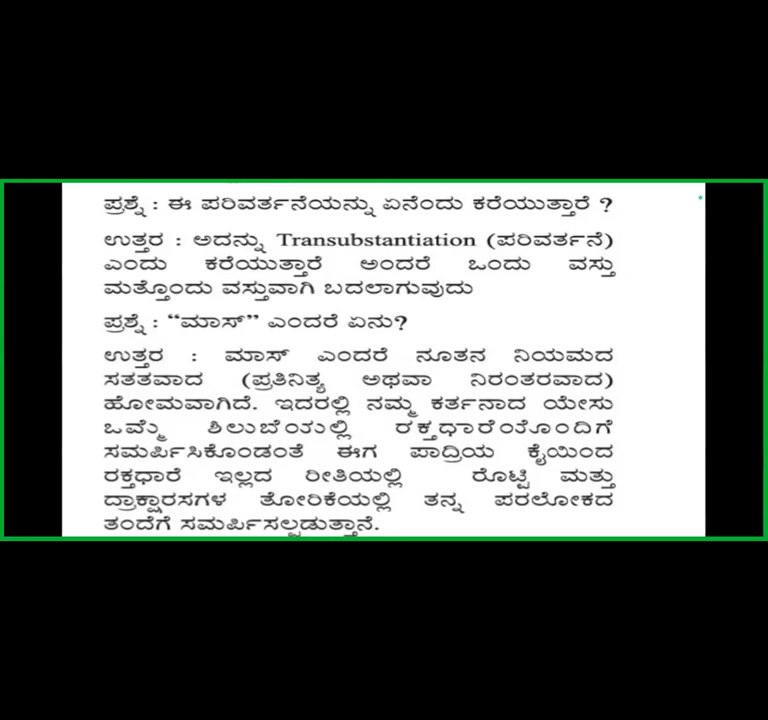 ಪ್ರಶ್ನೆ : ಈ ಪರಿವರ್ತನೆಯನ್ನು ಏನೆಂದು ಕರೆಯುತ್ತಾರೆ ?
ಉತ್ತರ : ಅದನ್ನು Transubstantiation (ಪರಿವರ್ತನೆ)
ಎಂದು ಕರೆಯುತ್ತಾರೆ ಅಂದರೆ ಒಂದು ವಸ್ತು
ಮತ್ತೊಂದು ವಸ್ತುವಾಗಿ ಬದಲಾಗುವುದು
ಪ್ರಶ್ನೆ : “ಮಾಸ್” ಎಂದರೆ ಏನು?
ಉತ್ತರ : ಮಾಸ್ ಎಂದರೆ ನೂತನ ನಿಯಮದ
ಸತತವಾದ (ಪ್ರತಿನಿತ್ಯ ಅಥವಾ ನಿರಂತರವಾದ)
ಹೋಮವಾಗಿದೆ. ಇದರಲ್ಲಿ ನಮ್ಮ ಕರ್ತನಾದ ಯೇಸು
ಒಮ್ಮೆ ಶಿಲುಬೆಯಲ್ಲಿ ರಕ್ತಧಾರೆಯೊಂದಿಗೆ
ಸಮರ್ಪಿಸಿಕೊಂಡಂತೆ ಈಗ ಪಾದ್ರಿಯ ಕೈಯಿಂದ
ರಕ್ತಧಾರೆ ಇಲ್ಲದ ರೀತಿಯಲ್ಲಿ ರೊಟ್ಟಿ ಮತ್ತು
ದ್ರಾಕ್ಷಾರಸಗಳ ತೋರಿಕೆಯಲ್ಲಿ ತನ್ನ ಪರಲೋಕದ
ತಂದೆಗೆ ಸಮರ್ಪಿಸಲ್ಪಡುತ್ತಾನೆ.